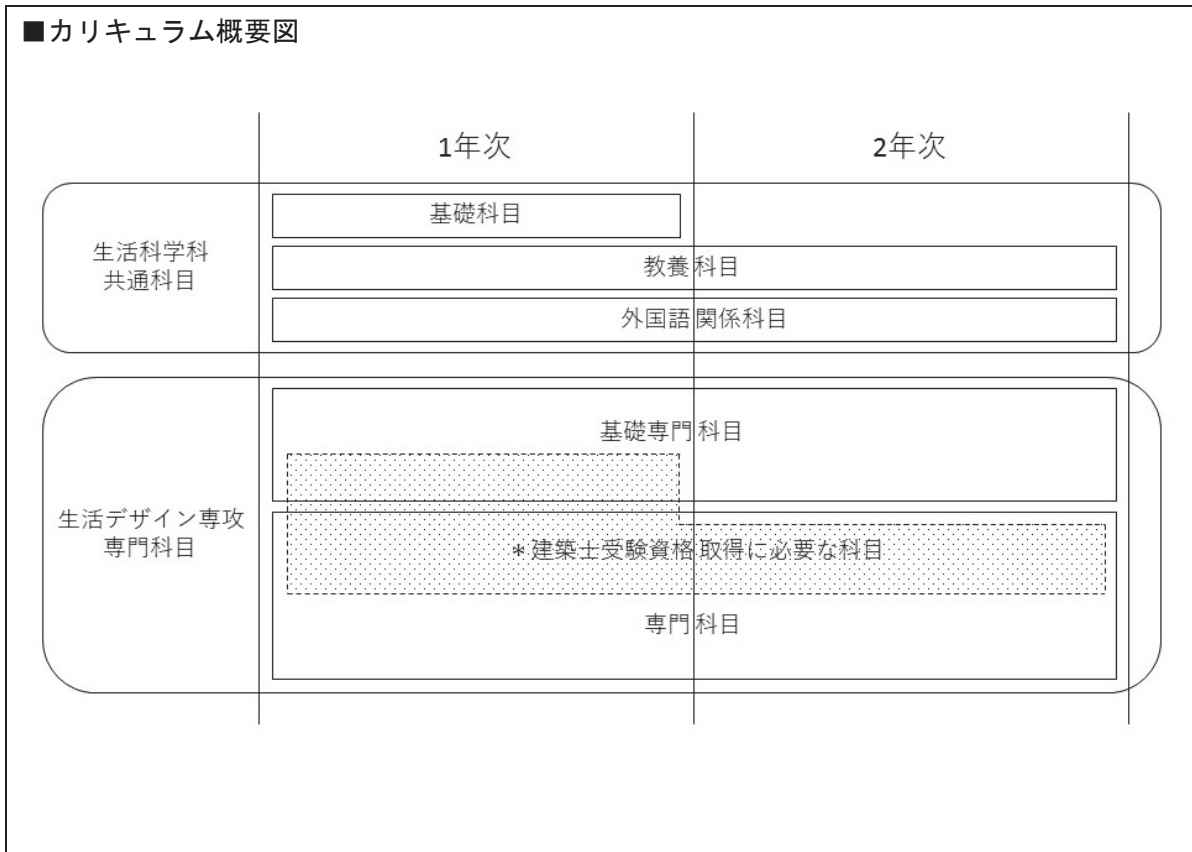 ■カリキュラム概要図
1年次
2年次
生活科学科
共通科目
基礎科目
教養科目
外国語関係科目
生活デザイン専攻
専門科目
基礎専門科目
*建築士受験資格取得に必要な科目
専門科目